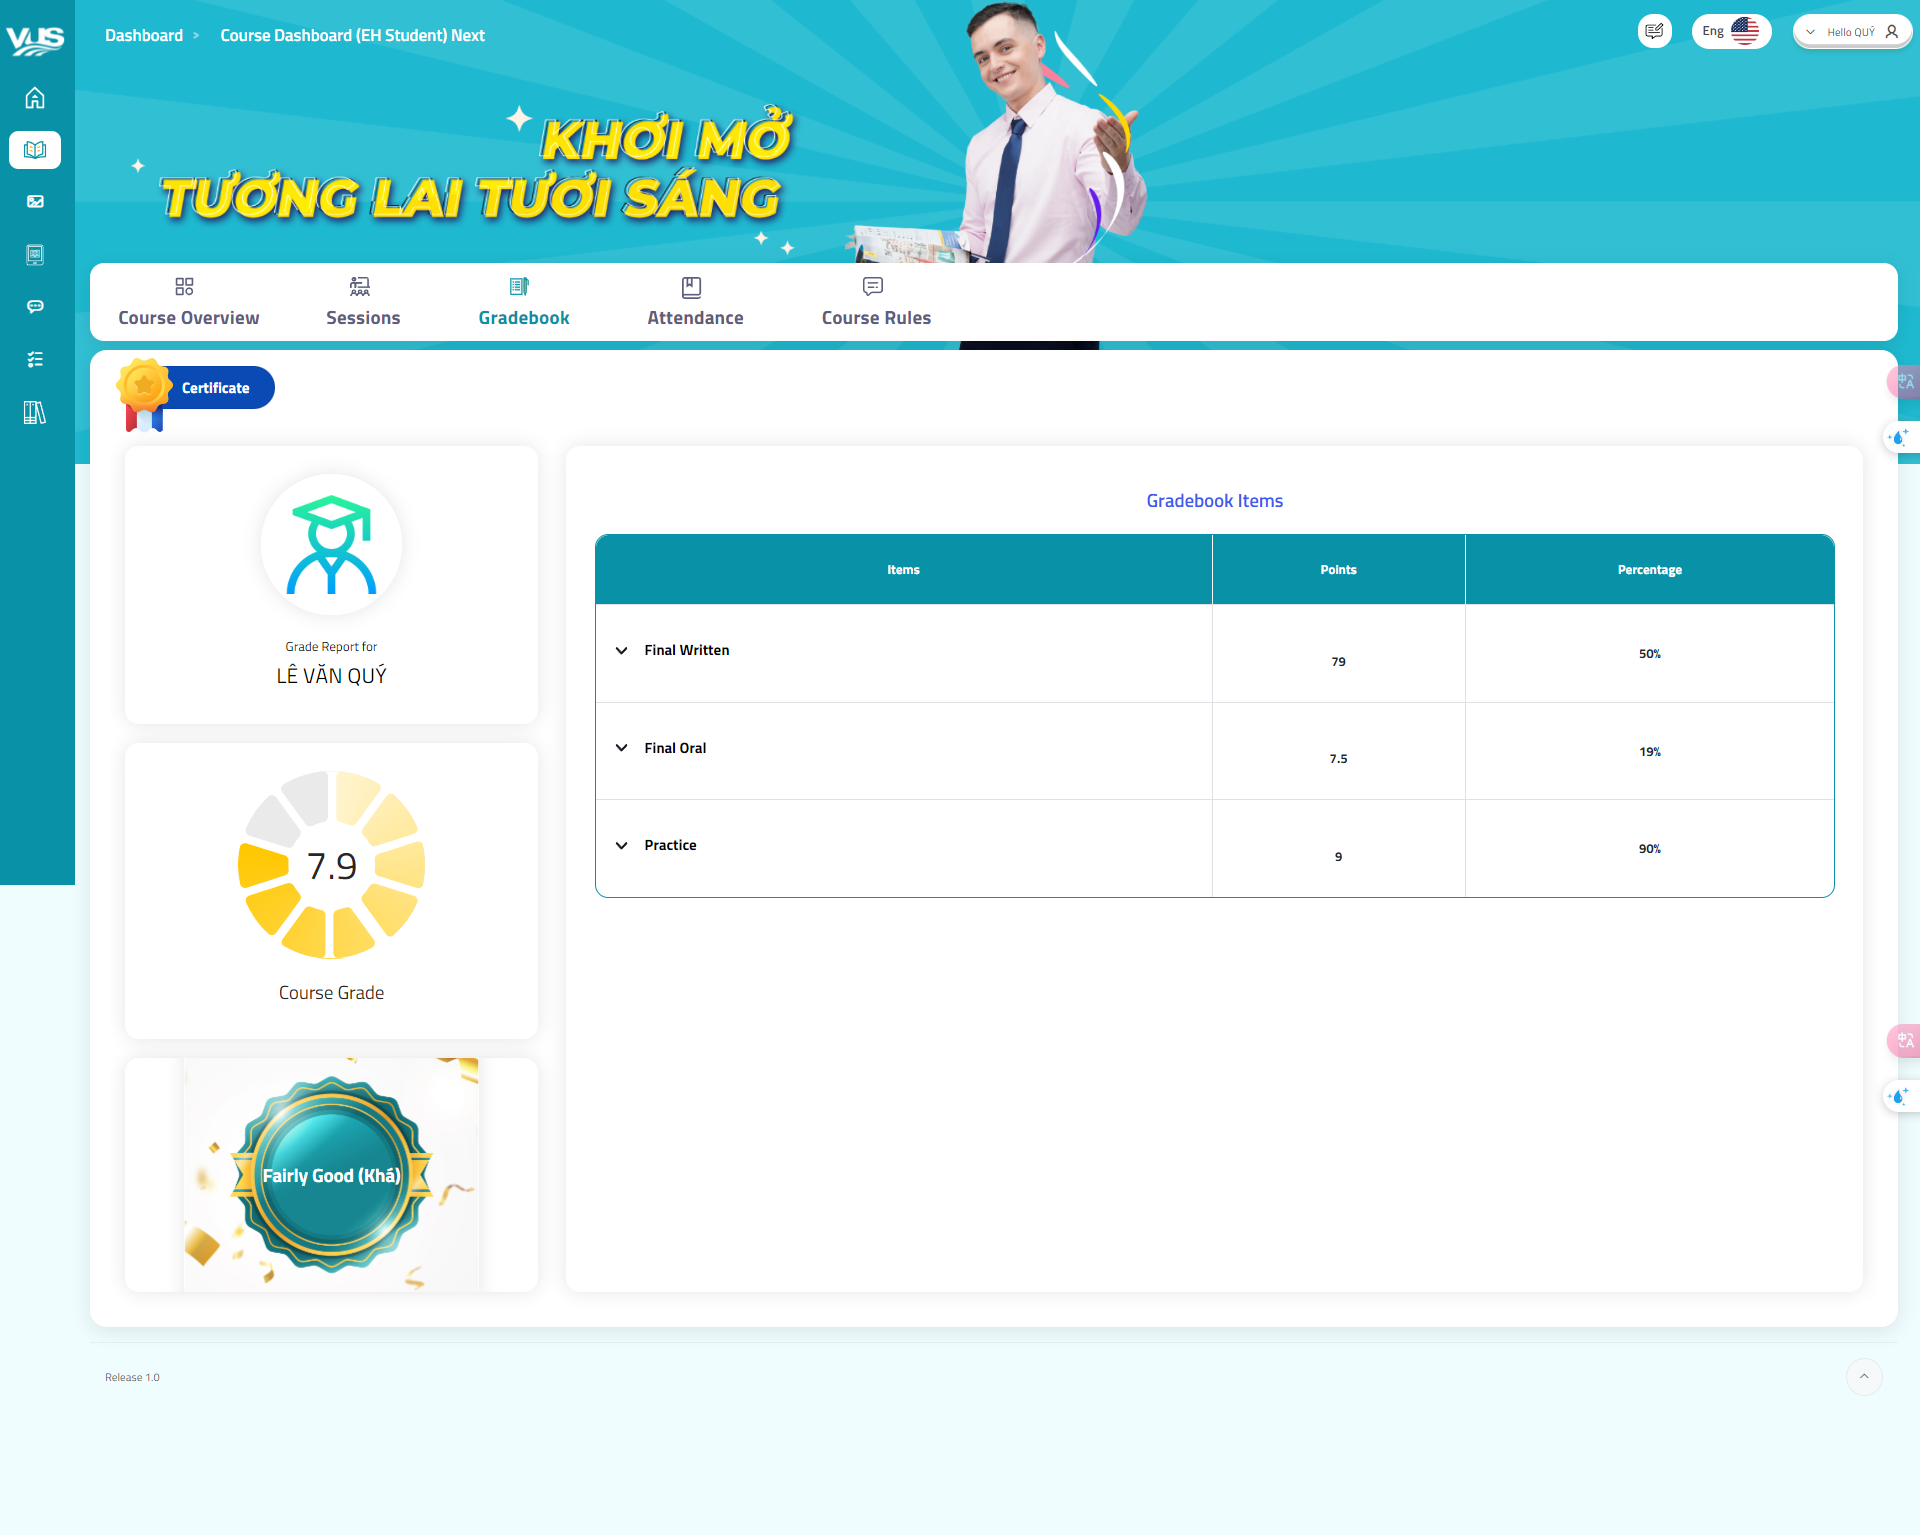 VUS
Dashboard > Course Dashboard (EH Student) Next
Eng
Hello QUÝ
KHƠI MỞ
TƯƠNG LAI TƯƠI SÁNG
Course Overview
Sessions
Gradebook
Attendance
Course Rules
Certificate
Grade Report for
LÊ VĂN QUÝ
7.9
Course Grade
Fairly Good (Khá)
Gradebook Items
Items Points Percentage
Final Written 79 50%
Final Oral 7.5 19%
Practice 9 90%
Release 1.0